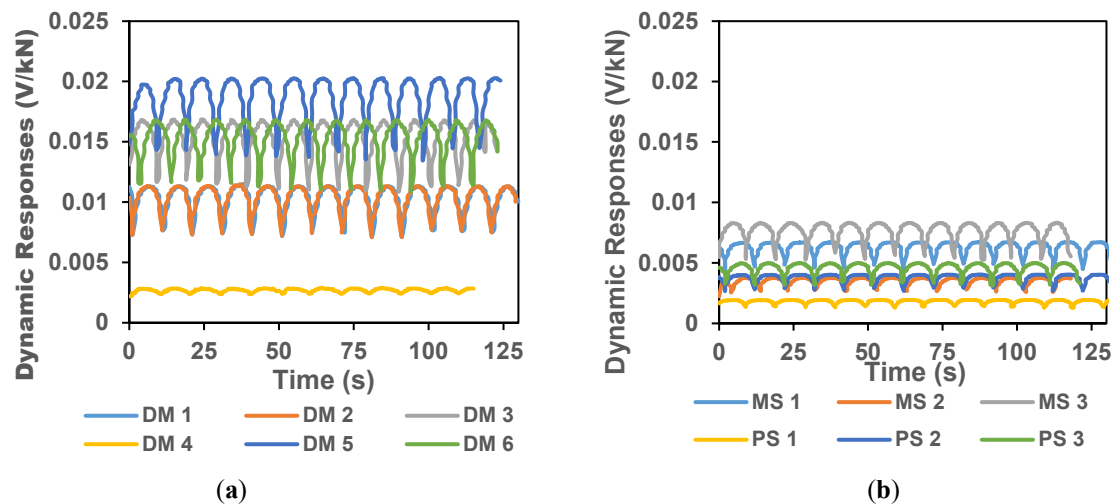 Dynamic Responses (V/kN)
0.025
0.02
0.015
0.01
0.005
0
0 25 50 75 100 125
Time (s)
DM 1 DM 2 DM 3
DM 4 DM 5 DM 6
(a)
Dynamic Responses (V/kN)
0.025
0.02
0.015
0.01
0.005
0
0 25 50 75 100 125
Time (s)
MS 1 MS 2 MS 3
PS 1 PS 2 PS 3
(b)